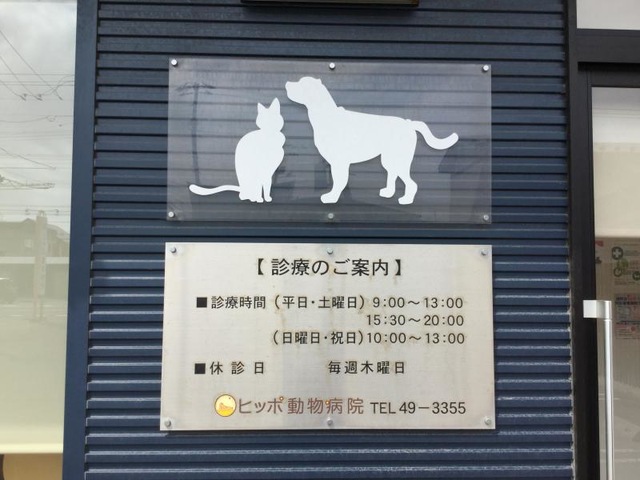 【診療のご案内】
■診療時間（平日・土曜日）9:00〜13:00
15:30〜20:00
（日曜日・祝日）10:00〜13:00
■休診日 毎週木曜日
ヒッポ動物病院 TEL 49-3355